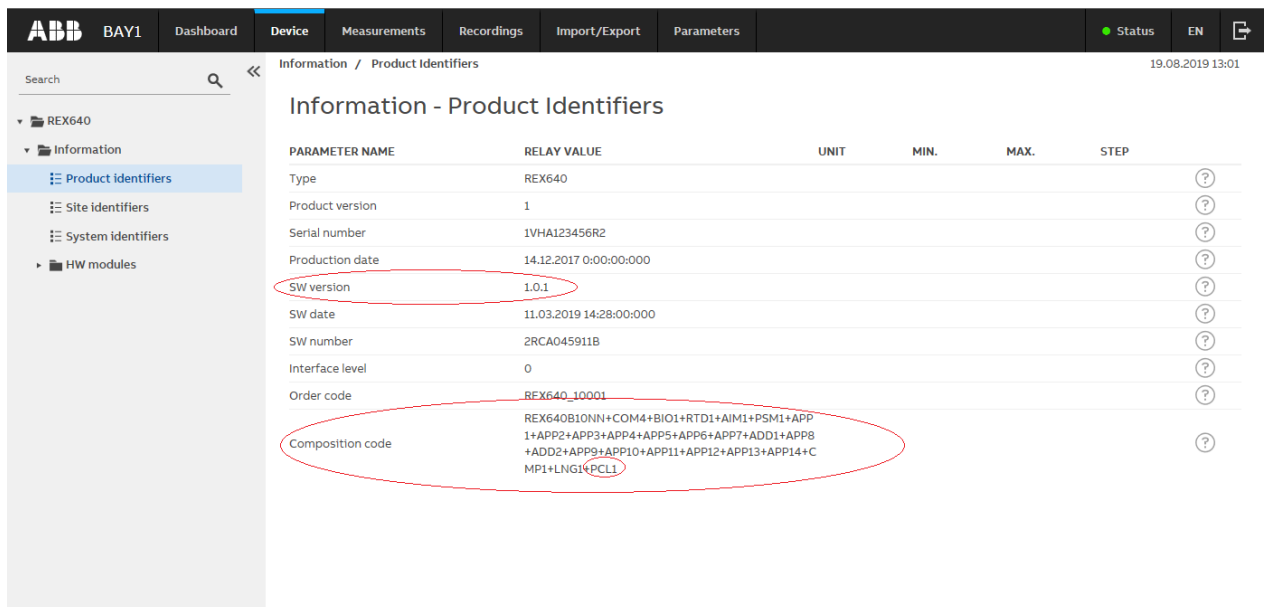 ABB BAY1 Dashboard Device Measurements Recordings Import/Export Parameters Status EN
Search
Information / Product Identifiers 19.08.2019 13:01
Information - Product Identifiers
REX640
Information
Product identifiers
Site identifiers
System identifiers
HW modules
PARAMETER NAME RELAY VALUE UNIT MIN. MAX. STEP
Type REX640 ?
Product version 1 ?
Serial number 1VHA123456R2 ?
Production date 14.12.2017 0:00:00:000 ?
SW version 1.0.1 ?
SW date 11.03.2019 14:28:00:000 ?
SW number 2RCA045911B ?
Interface level 0 ?
Order code REX640_10001 ?
Composition code ?
REX640B10NN+COM4+BIO1+RTD1+AIM1+PSM1+APP
1+APP2+APP3+APP4+APP5+APP6+APP7+ADD1+APP8
+ADD2+APP9+APP10+APP11+APP12+APP13+APP14+C
MP1+LNG1+PCL1